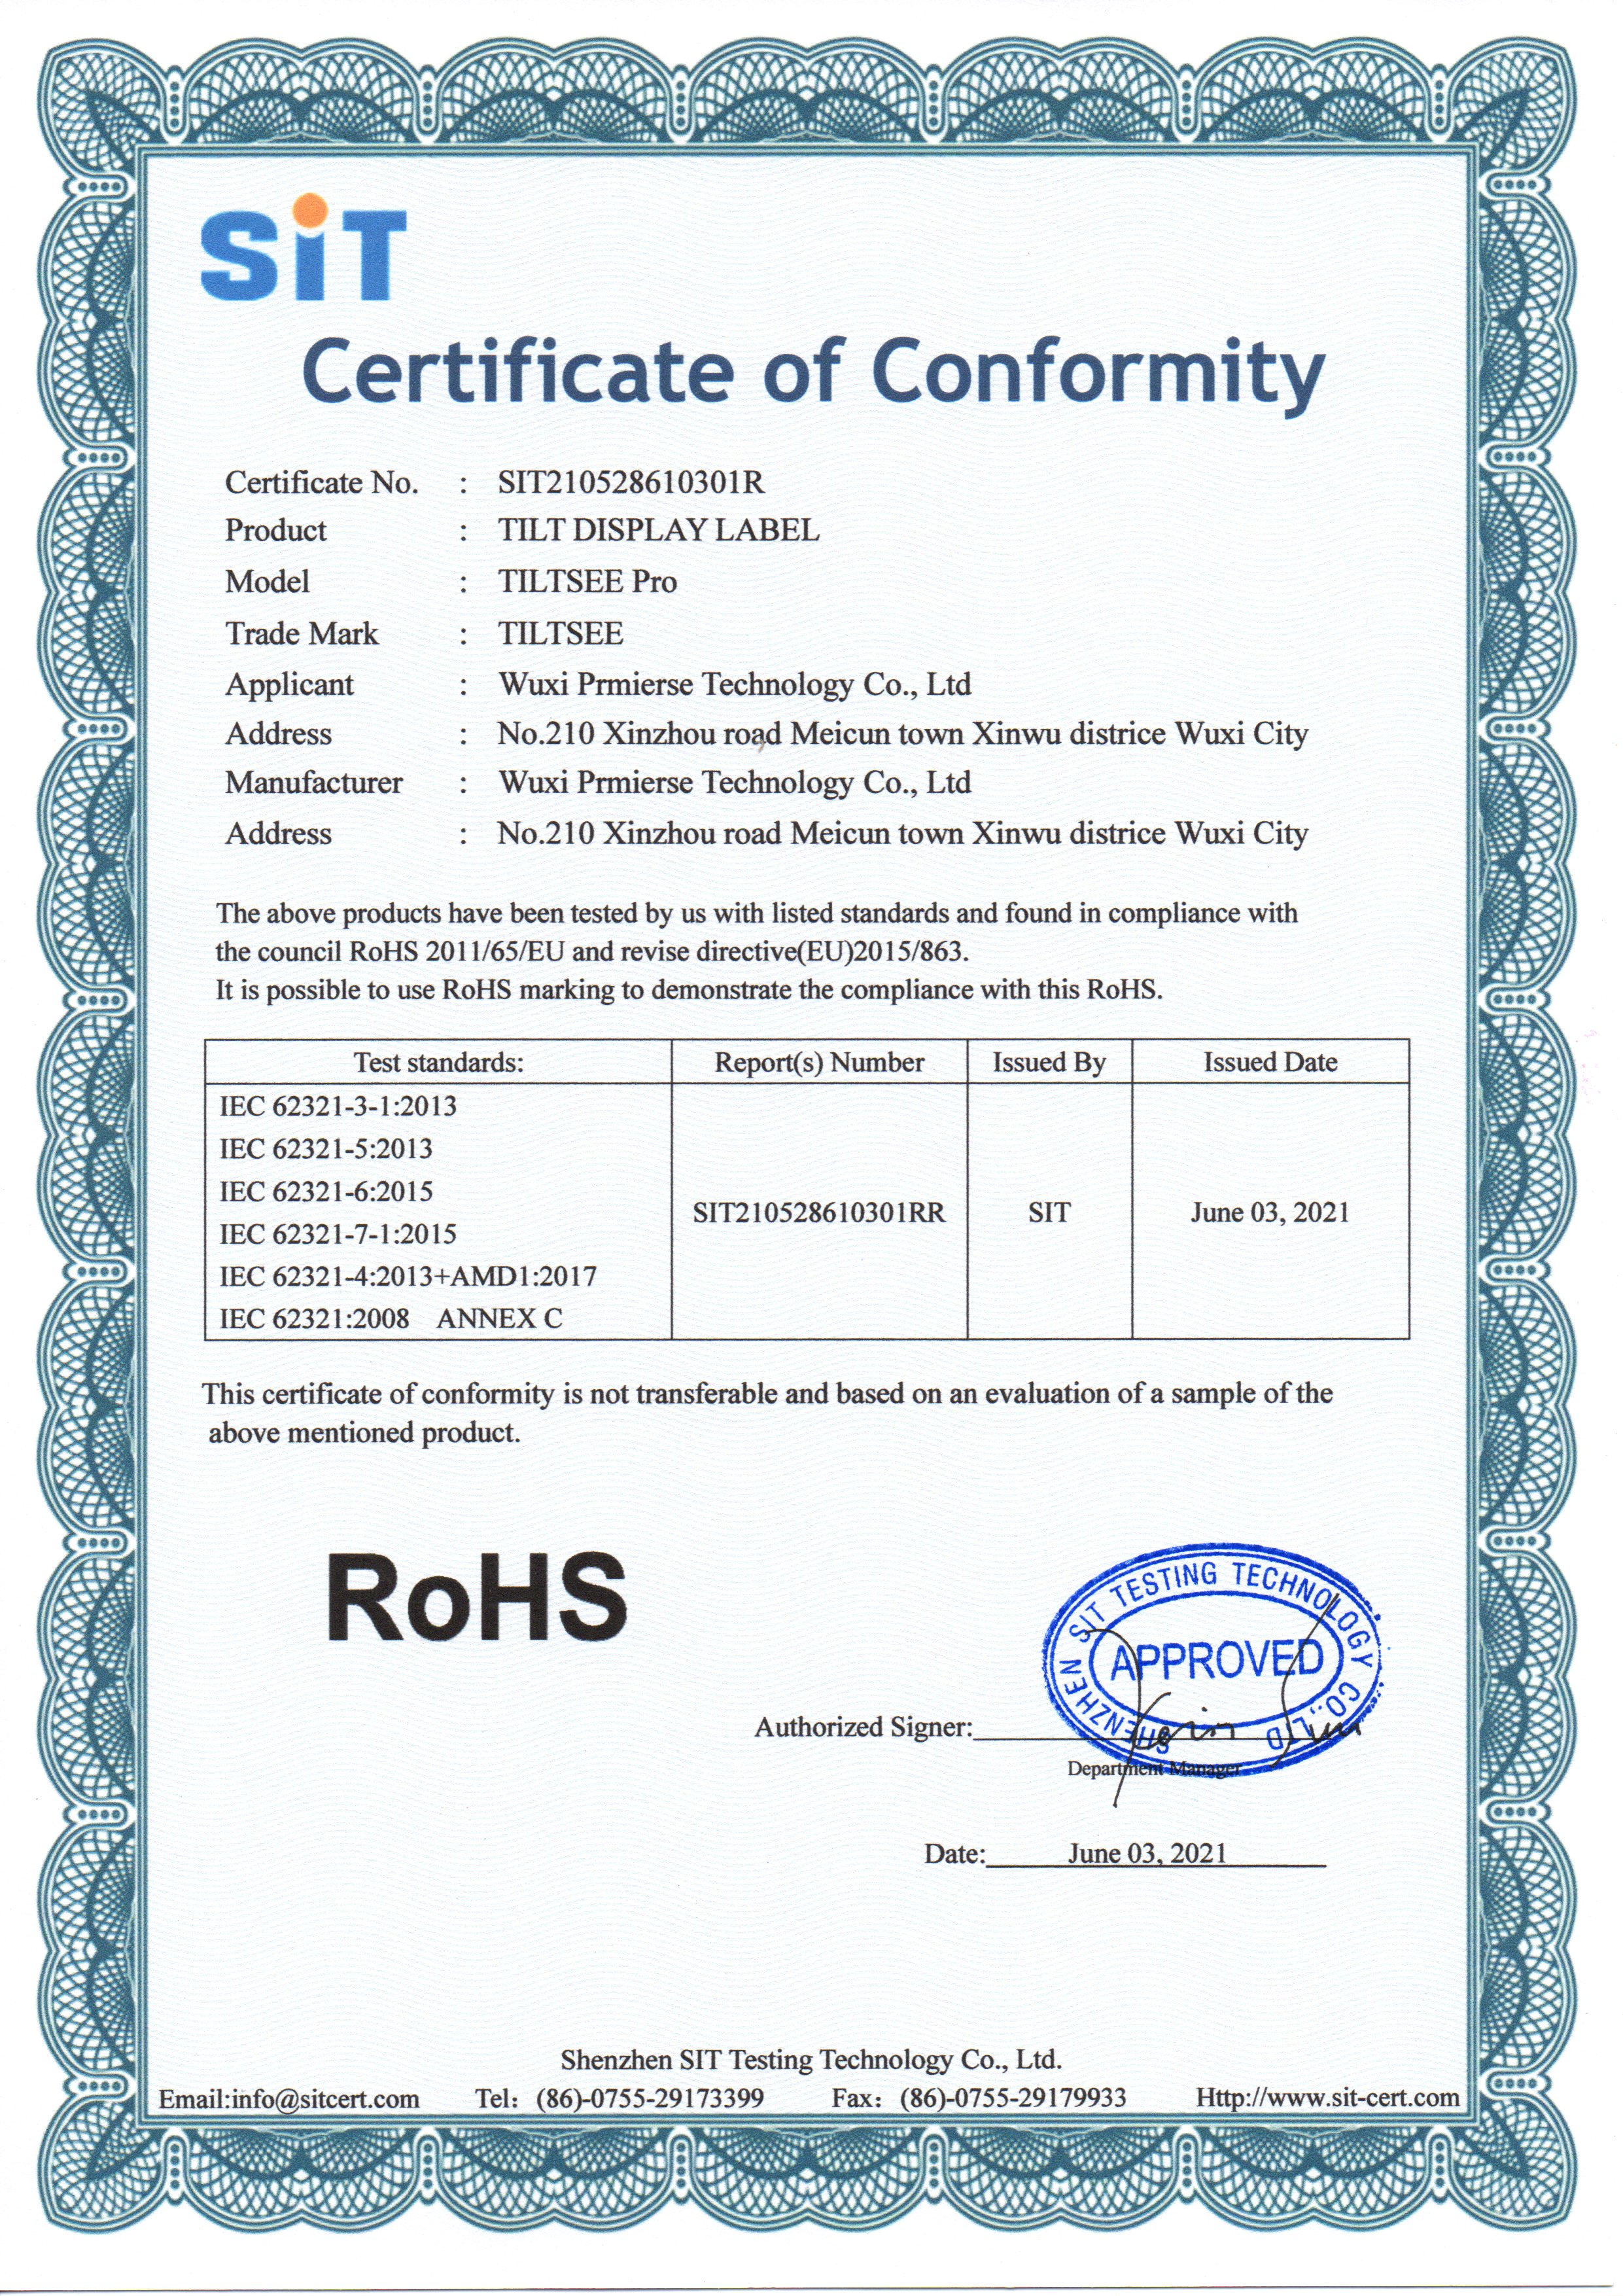 SiT
Certificate of Conformity
Certificate No. : SIT210528610301R
Product : TILT DISPLAY LABEL
Model : TILTSEE Pro
Trade Mark : TILTSEE
Applicant : Wuxi Prmierse Technology Co., Ltd
Address : No.210 Xinzhou road Meicun town Xinwu districe Wuxi City
Manufacturer : Wuxi Prmierse Technology Co., Ltd
Address : No.210 Xinzhou road Meicun town Xinwu districe Wuxi City
The above products have been tested by us with listed standards and found in compliance with
the council RoHS 2011/65/EU and revise directive(EU)2015/863.
It is possible to use RoHS marking to demonstrate the compliance with this RoHS.
Test standards: Report(s) Number Issued By Issued Date
IEC 62321-3-1:2013
IEC 62321-5:2013
IEC 62321-6:2015
IEC 62321-7-1:2015
IEC 62321-4:2013+AMD1:2017
IEC 62321:2008 ANNEX C
SIT210528610301RR SIT June 03, 2021
This certificate of conformity is not transferable and based on an evaluation of a sample of the
above mentioned product.
RoHS
SHENZHEN SIT TESTING TECHNOLOGY CO.,LTD
APPROVED
Authorized Signer:
Department Manager
Date: June 03, 2021
Shenzhen SIT Testing Technology Co., Ltd.
Email:info@sitcert.com Tel: (86)-0755-29173399 Fax: (86)-0755-29179933 Http://www.sit-cert.com